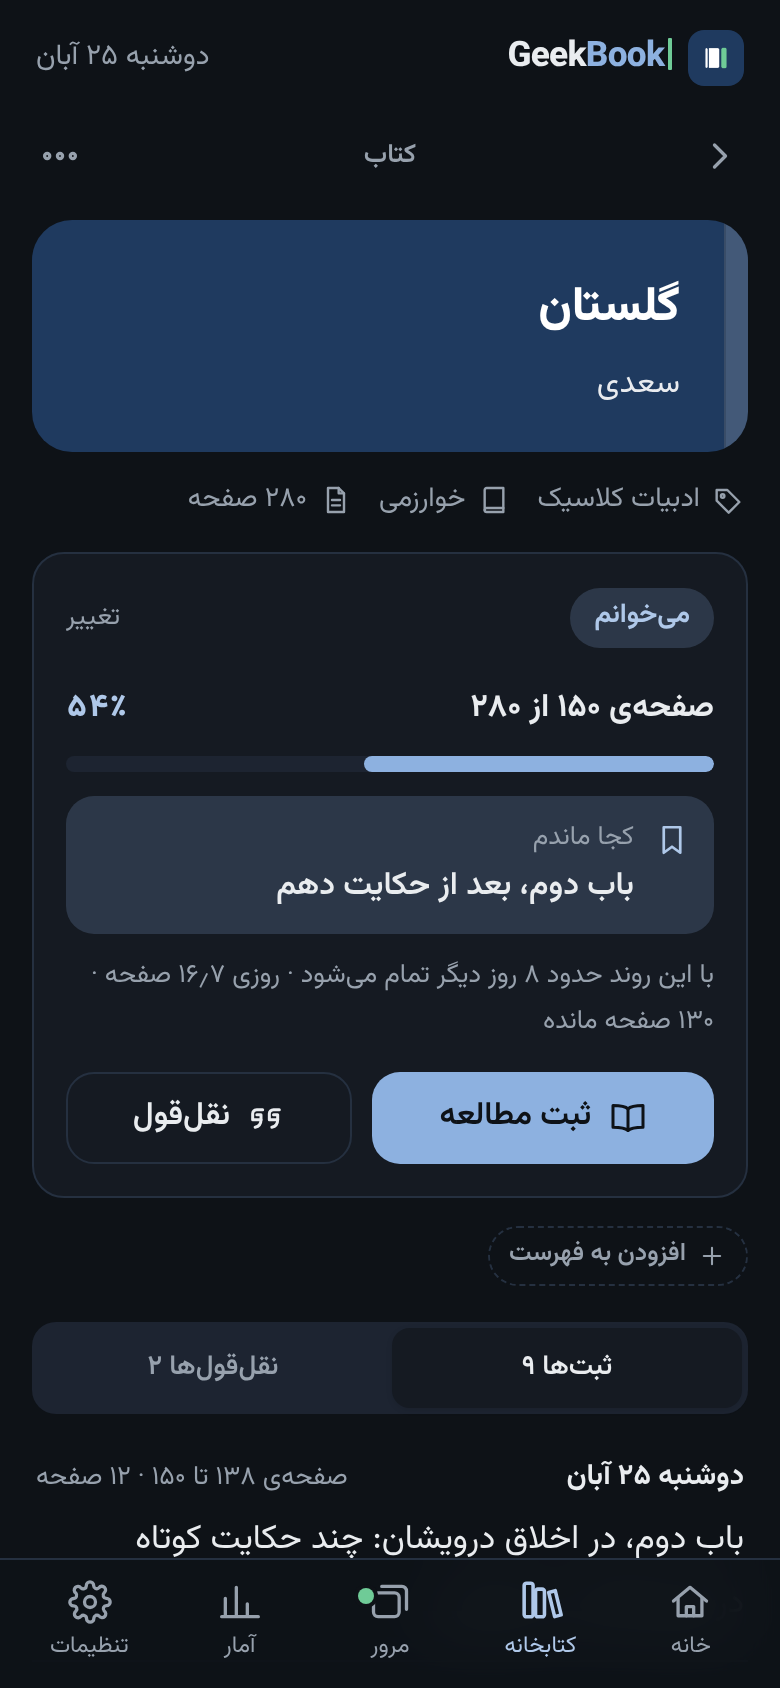 GeekBook
دوشنبه ۲۵ آبان
کتاب
گلستان
سعدی
ادبیات کلاسیک
خوارزمی
۲۸۰ صفحه
می‌خوانم
تغییر
صفحه‌ی ۱۵۰ از ۲۸۰
۵۴٪
کجا ماندم
باب دوم، بعد از حکایت دهم
با این روند حدود ۸ روز دیگر تمام می‌شود · روزی ۱۶٫۷ صفحه ·
۱۳۰ صفحه مانده
ثبت مطالعه
نقل‌قول
افزودن به فهرست
ثبت‌ها ۹
نقل‌قول‌ها ۲
دوشنبه ۲۵ آبان
صفحه‌ی ۱۳۸ تا ۱۵۰ · ۱۲ صفحه
باب دوم، در اخلاق درویشان: چند حکایت کوتاه
خانه
کتابخانه
مرور
آمار
تنظیمات